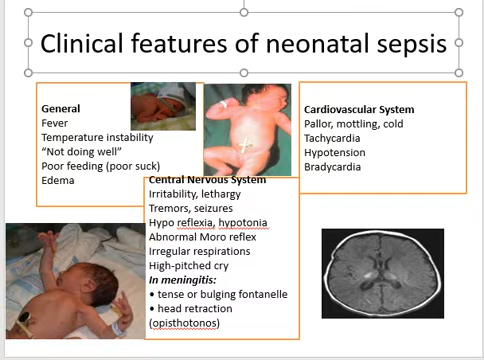 Clinical features of neonatal sepsis
General
Fever
Temperature instability
“Not doing well”
Poor feeding (poor suck)
Edema
Cardiovascular System
Pallor, mottling, cold
Tachycardia
Hypotension
Bradycardia
Central Nervous System
Irritability, lethargy
Tremors, seizures
Hypo reflexia, hypotonia
Abnormal Moro reflex
Irregular respirations
High-pitched cry
In meningitis:
• tense or bulging fontanelle
• head retraction
(opisthotonos)